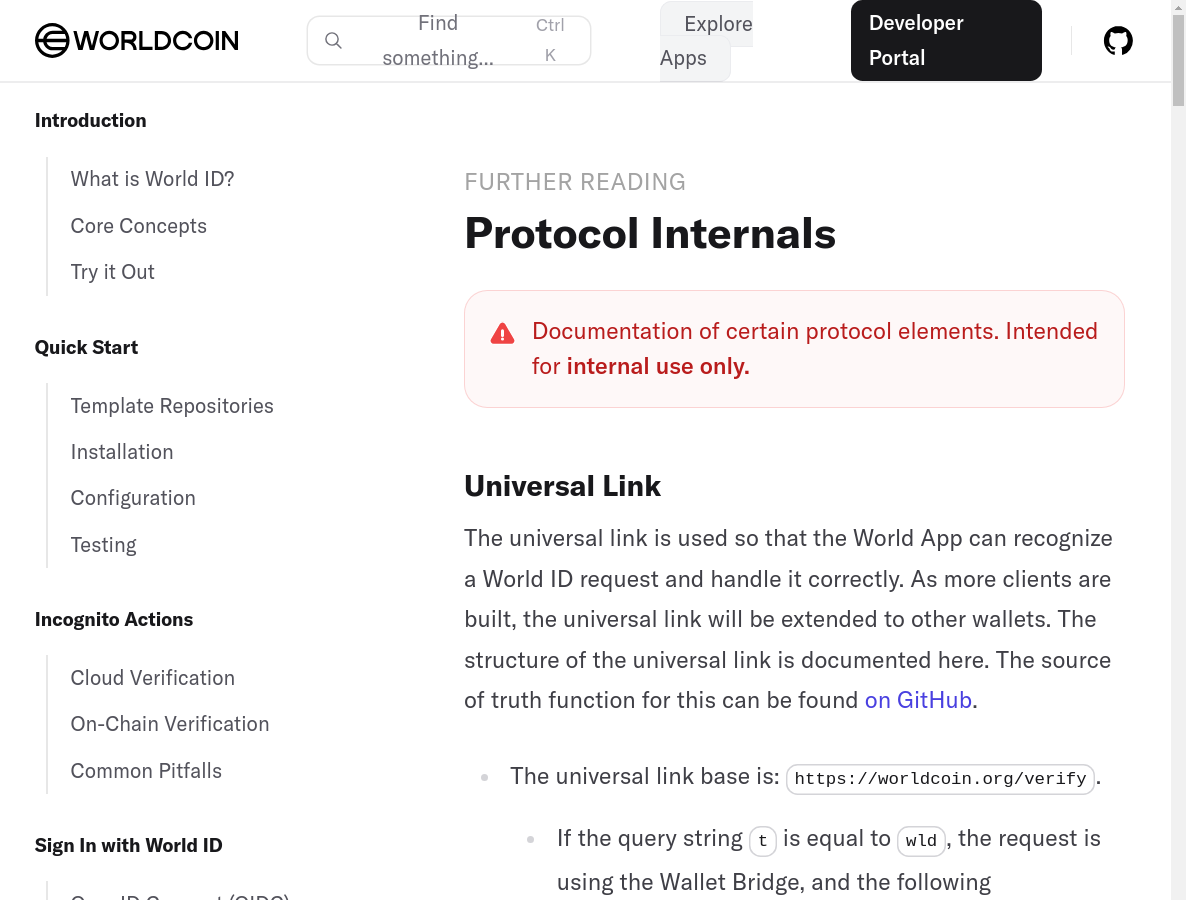 WORLDCOIN
Find something...
Ctrl K
Explore Apps
Developer Portal
Introduction
What is World ID?
Core Concepts
Try it Out
Quick Start
Template Repositories
Installation
Configuration
Testing
Incognito Actions
Cloud Verification
On-Chain Verification
Common Pitfalls
Sign In with World ID
FURTHER READING
Protocol Internals
Documentation of certain protocol elements. Intended
for internal use only.
Universal Link
The universal link is used so that the World App can recognize
a World ID request and handle it correctly. As more clients are
built, the universal link will be extended to other wallets. The
structure of the universal link is documented here. The source
of truth function for this can be found on GitHub.
The universal link base is: https://worldcoin.org/verify.
If the query string t is equal to wld, the request is
using the Wallet Bridge, and the following